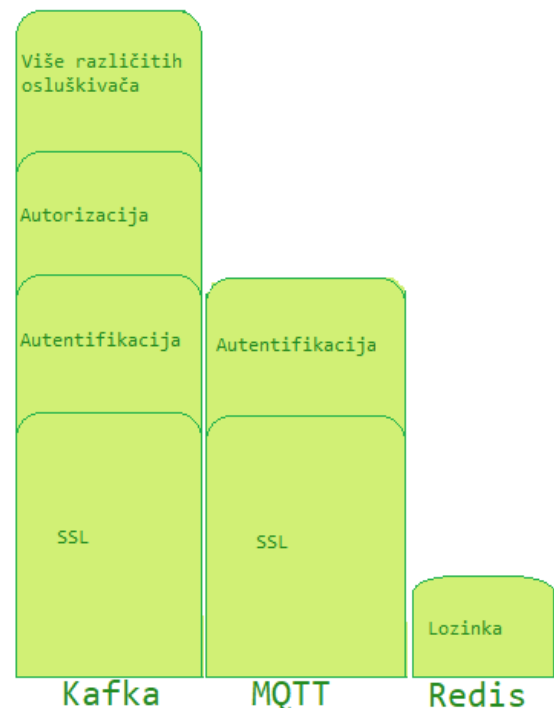 Više različitih
osluškivača
Autorizacija
Autentifikacija
SSL
Autentifikacija
SSL
Lozinka
Kafka
MQTT
Redis